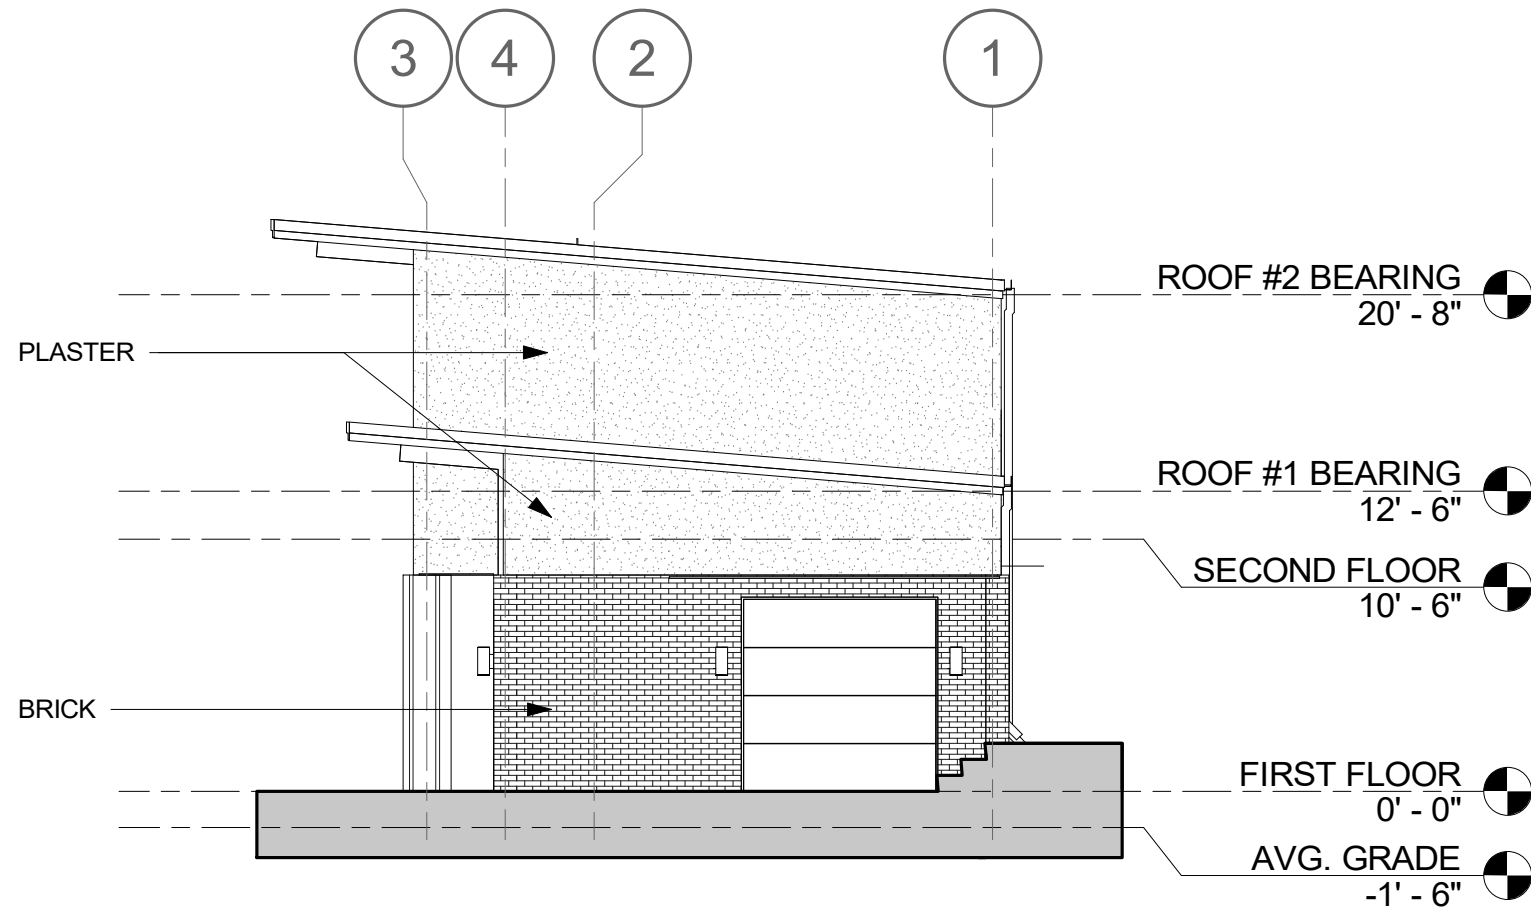 3 4 2 1
ROOF #2 BEARING
20' - 8"
PLASTER
ROOF #1 BEARING
12' - 6"
SECOND FLOOR
10' - 6"
BRICK
FIRST FLOOR
0' - 0"
AVG. GRADE
-1' - 6"